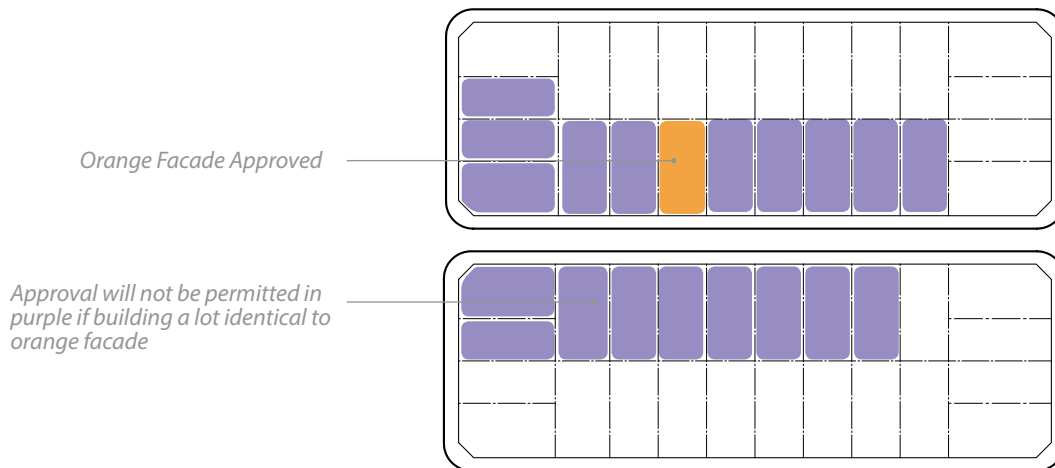 Orange Facade Approved
Approval will not be permitted in
purple if building a lot identical to
orange facade